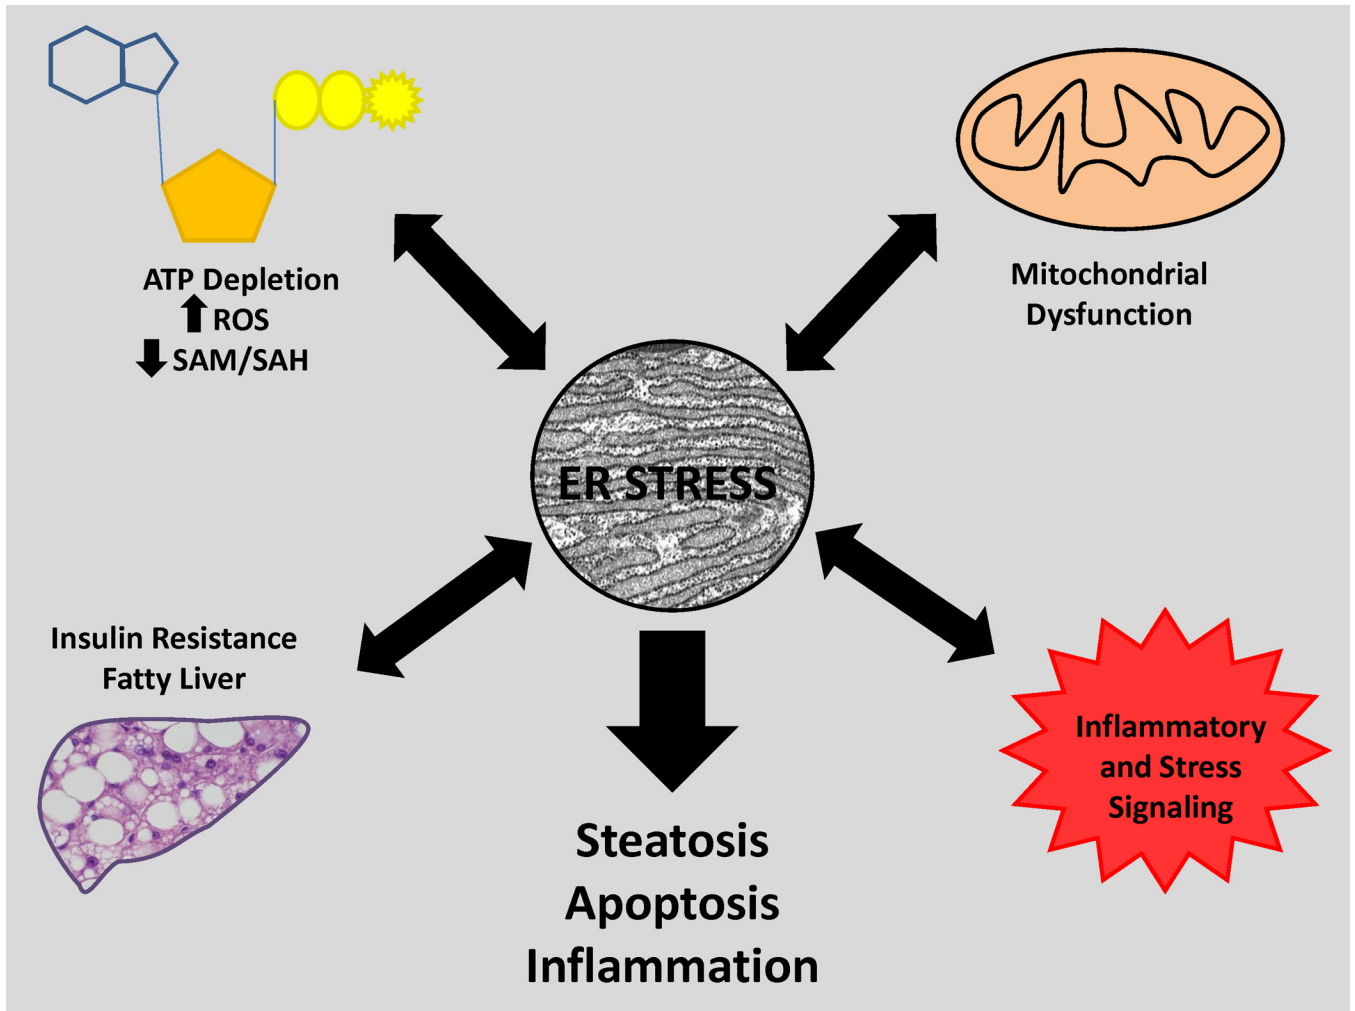 ATP Depletion
ROS
SAM/SAH
Mitochondrial
Dysfunction
ER STRESS
Insulin Resistance
Fatty Liver
Inflammatory
and Stress
Signaling
Steatosis
Apoptosis
Inflammation